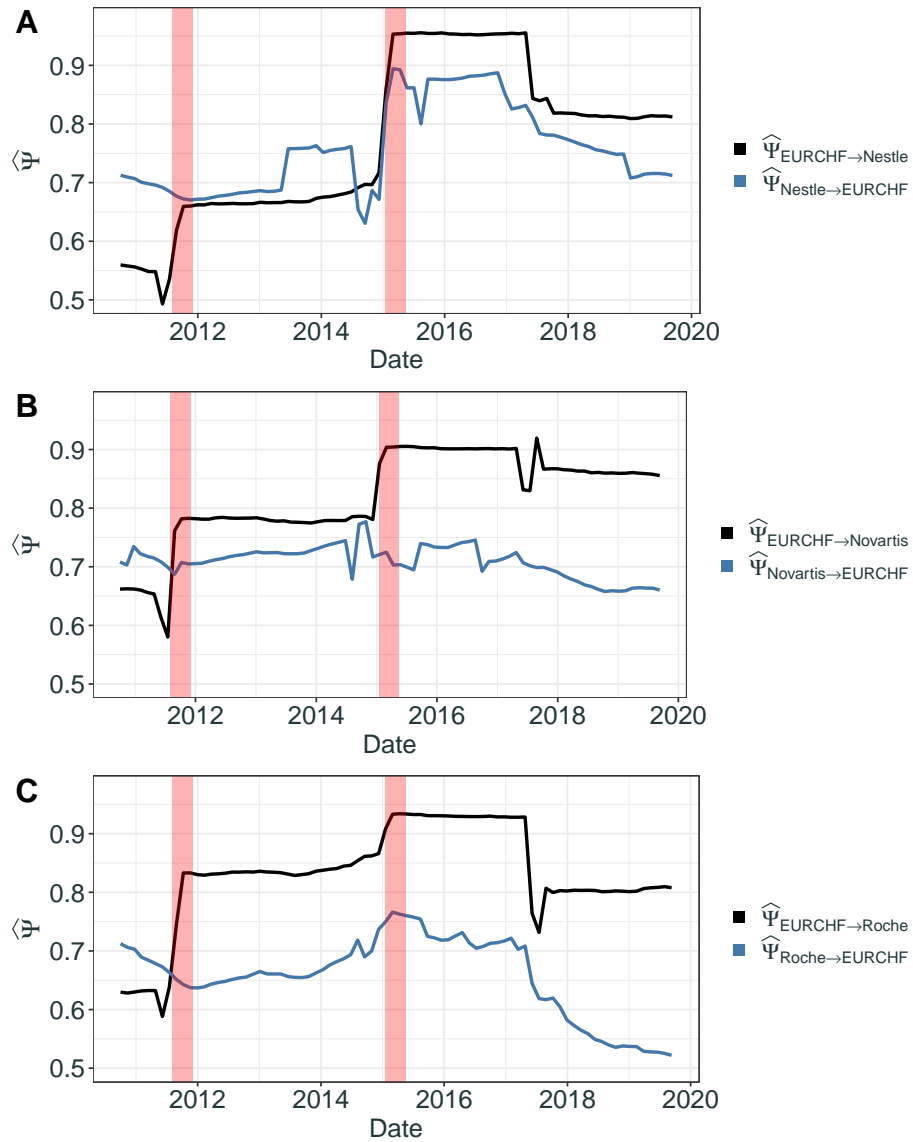 A
0.9
0.8
0.7
0.6
0.5
Ψ̂
2012 2014 2016 2018 2020
Date
Ψ̂EURCHF→Nestle
Ψ̂Nestle→EURCHF
B
0.9
0.8
0.7
0.6
0.5
Ψ̂
2012 2014 2016 2018 2020
Date
Ψ̂EURCHF→Novartis
Ψ̂Novartis→EURCHF
C
0.9
0.8
0.7
0.6
0.5
Ψ̂
2012 2014 2016 2018 2020
Date
Ψ̂EURCHF→Roche
Ψ̂Roche→EURCHF